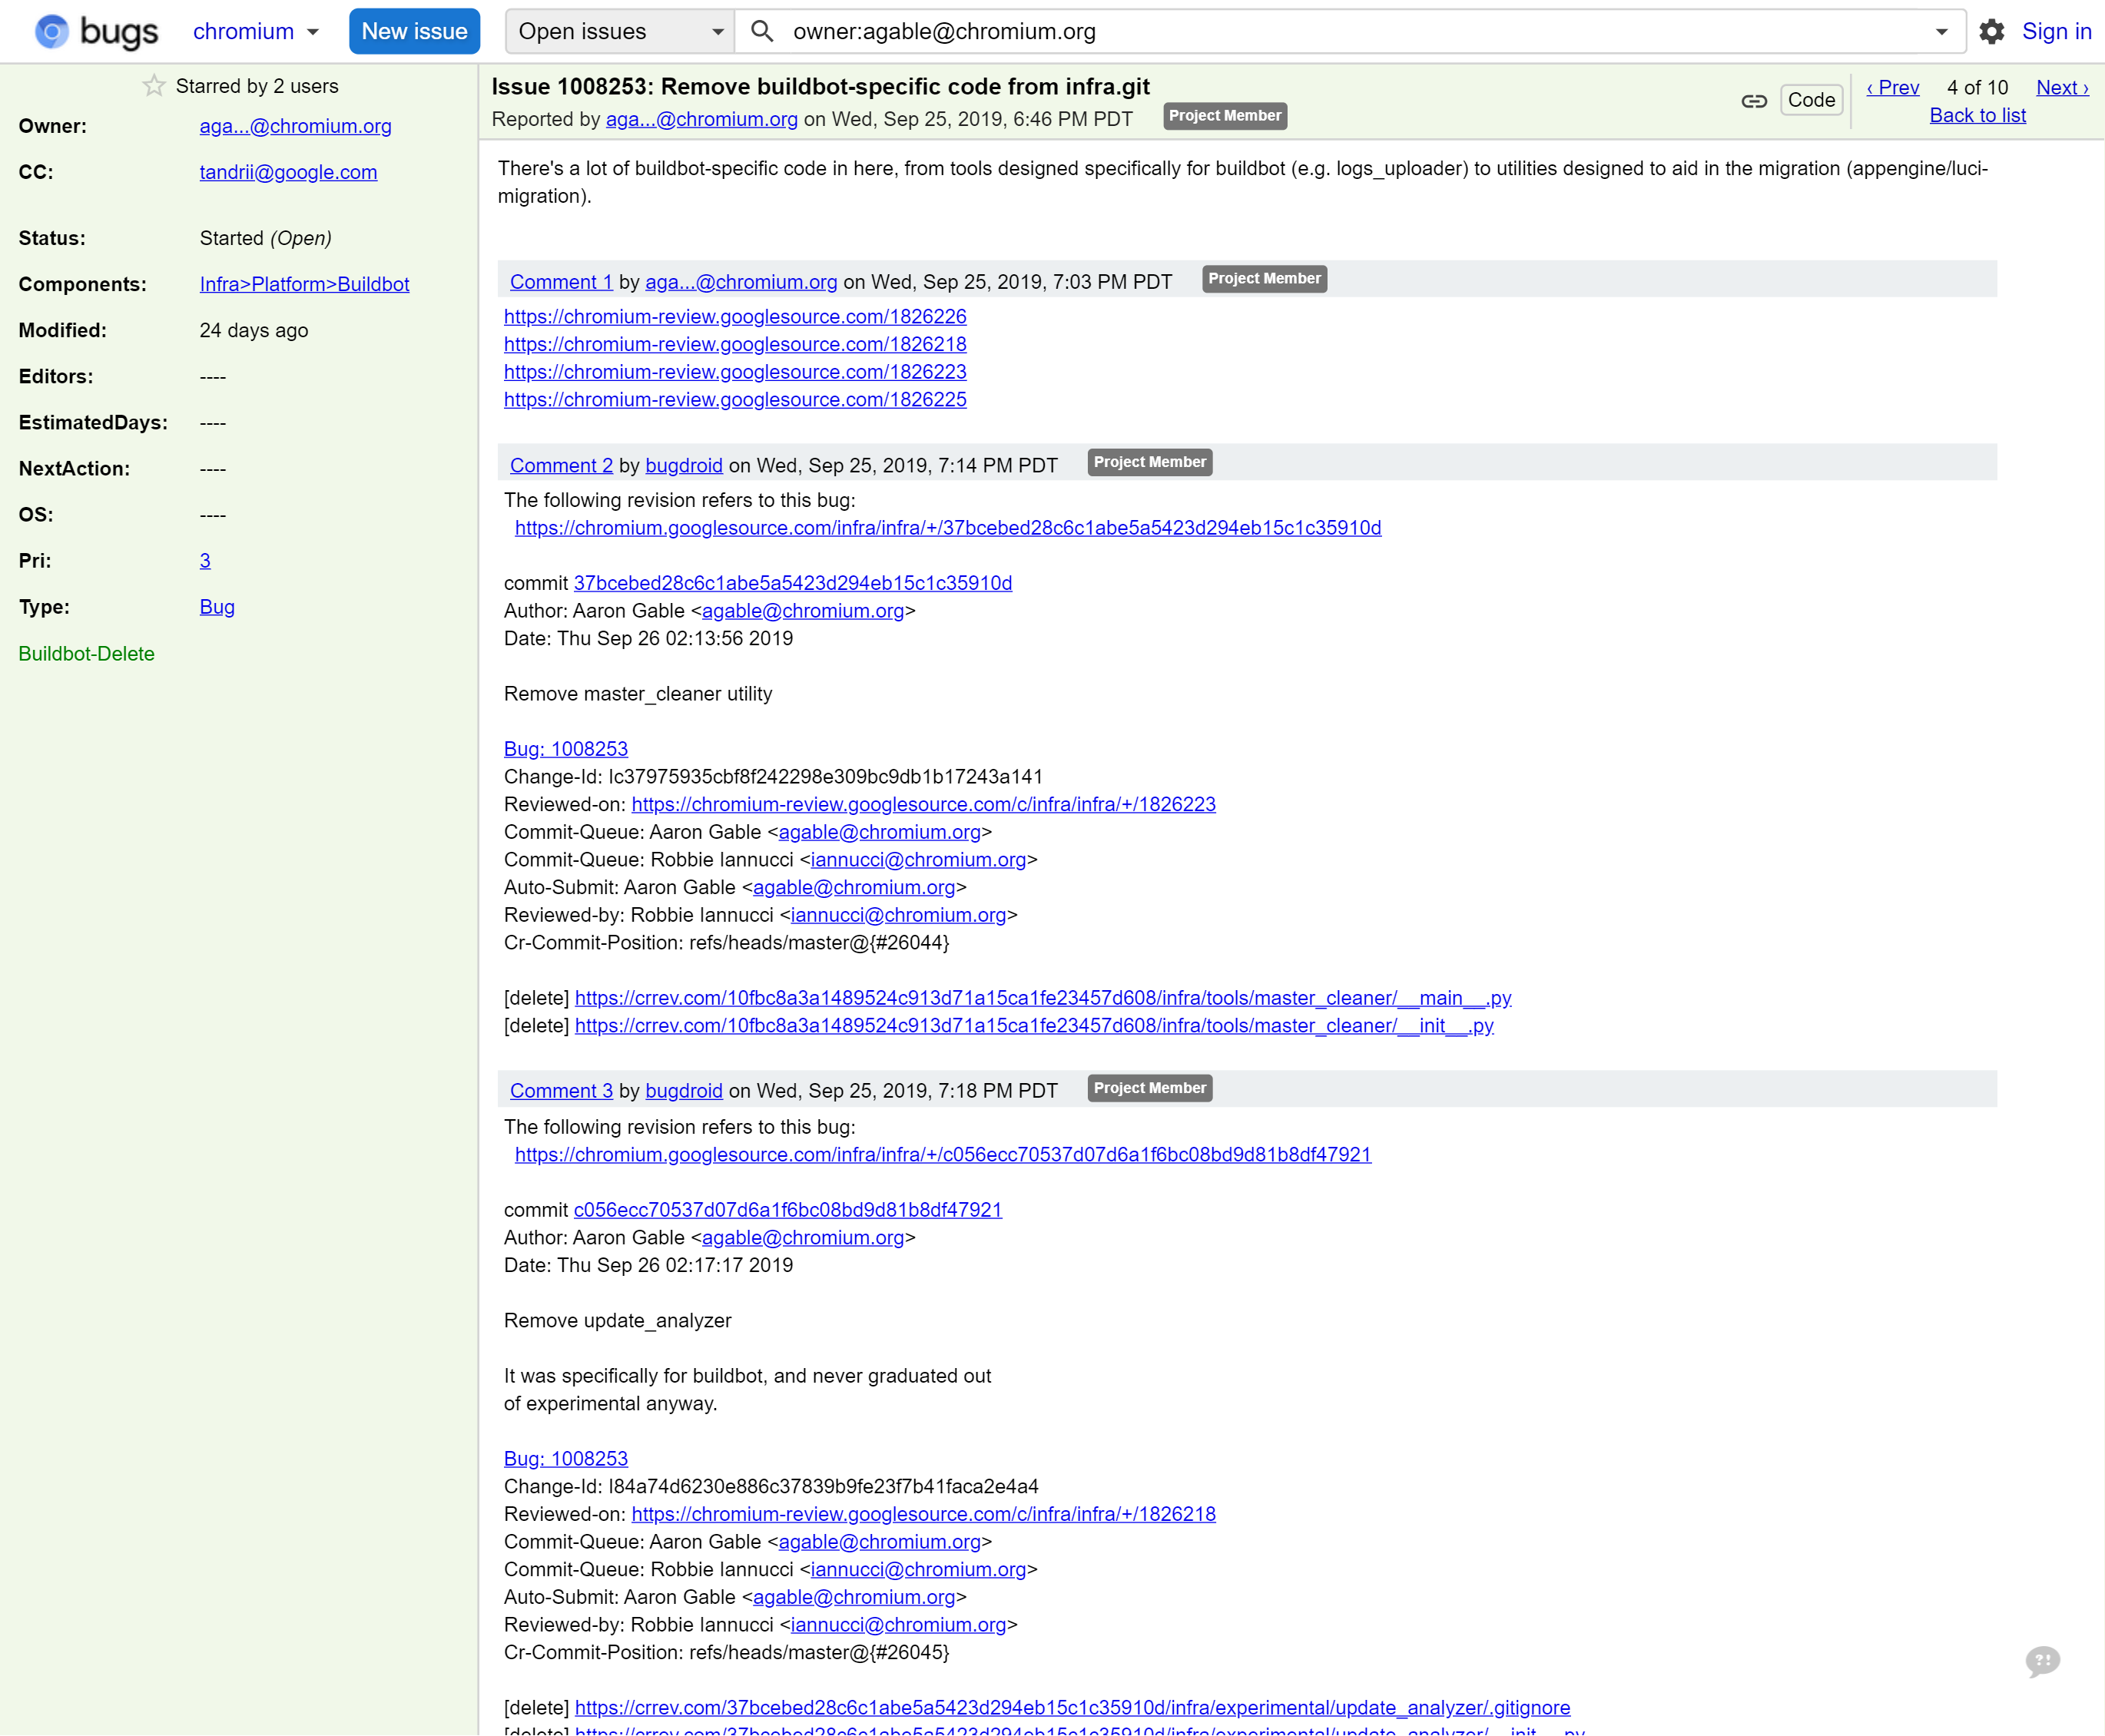 bugs chromium New issue Open issues owner:agable@chromium.org Sign in
Starred by 2 users
Owner: aga...@chromium.org
CC: tandrii@google.com
Status: Started (Open)
Components: Infra>Platform>Buildbot
Modified: 24 days ago
Editors: ----
EstimatedDays: ----
NextAction: ----
OS: ----
Pri: 3
Type: Bug
Buildbot-Delete
Issue 1008253: Remove buildbot-specific code from infra.git
Reported by aga...@chromium.org on Wed, Sep 25, 2019, 6:46 PM PDT Project Member
Code
‹ Prev 4 of 10 Next ›
Back to list
There's a lot of buildbot-specific code in here, from tools designed specifically for buildbot (e.g. logs_uploader) to utilities designed to aid in the migration (appengine/luci-
migration).
Comment 1 by aga...@chromium.org on Wed, Sep 25, 2019, 7:03 PM PDT Project Member
https://chromium-review.googlesource.com/1826226
https://chromium-review.googlesource.com/1826218
https://chromium-review.googlesource.com/1826223
https://chromium-review.googlesource.com/1826225
Comment 2 by bugdroid on Wed, Sep 25, 2019, 7:14 PM PDT Project Member
The following revision refers to this bug:
https://chromium.googlesource.com/infra/infra/+/37bcebed28c6c1abe5a5423d294eb15c1c35910d
commit 37bcebed28c6c1abe5a5423d294eb15c1c35910d
Author: Aaron Gable <agable@chromium.org>
Date: Thu Sep 26 02:13:56 2019
Remove master_cleaner utility
Bug: 1008253
Change-Id: Ic37975935cbf8f242298e309bc9db1b17243a141
Reviewed-on: https://chromium-review.googlesource.com/c/infra/infra/+/1826223
Commit-Queue: Aaron Gable <agable@chromium.org>
Commit-Queue: Robbie Iannucci <iannucci@chromium.org>
Auto-Submit: Aaron Gable <agable@chromium.org>
Reviewed-by: Robbie Iannucci <iannucci@chromium.org>
Cr-Commit-Position: refs/heads/master@{#26044}
[delete] https://crrev.com/10fbc8a3a1489524c913d71a15ca1fe23457d608/infra/tools/master_cleaner/__main__.py
[delete] https://crrev.com/10fbc8a3a1489524c913d71a15ca1fe23457d608/infra/tools/master_cleaner/__init__.py
Comment 3 by bugdroid on Wed, Sep 25, 2019, 7:18 PM PDT Project Member
The following revision refers to this bug:
https://chromium.googlesource.com/infra/infra/+/c056ecc70537d07d6a1f6bc08bd9d81b8df47921
commit c056ecc70537d07d6a1f6bc08bd9d81b8df47921
Author: Aaron Gable <agable@chromium.org>
Date: Thu Sep 26 02:17:17 2019
Remove update_analyzer
It was specifically for buildbot, and never graduated out
of experimental anyway.
Bug: 1008253
Change-Id: I84a74d6230e886c37839b9fe23f7b41faca2e4a4
Reviewed-on: https://chromium-review.googlesource.com/c/infra/infra/+/1826218
Commit-Queue: Aaron Gable <agable@chromium.org>
Commit-Queue: Robbie Iannucci <iannucci@chromium.org>
Auto-Submit: Aaron Gable <agable@chromium.org>
Reviewed-by: Robbie Iannucci <iannucci@chromium.org>
Cr-Commit-Position: refs/heads/master@{#26045}
[delete] https://crrev.com/37bcebed28c6c1abe5a5423d294eb15c1c35910d/infra/experimental/update_analyzer/.gitignore
[delete] https://crrev.com/37bcebed28c6c1abe5a5423d294eb15c1c35910d/infra/experimental/update_analyzer/__init__.py